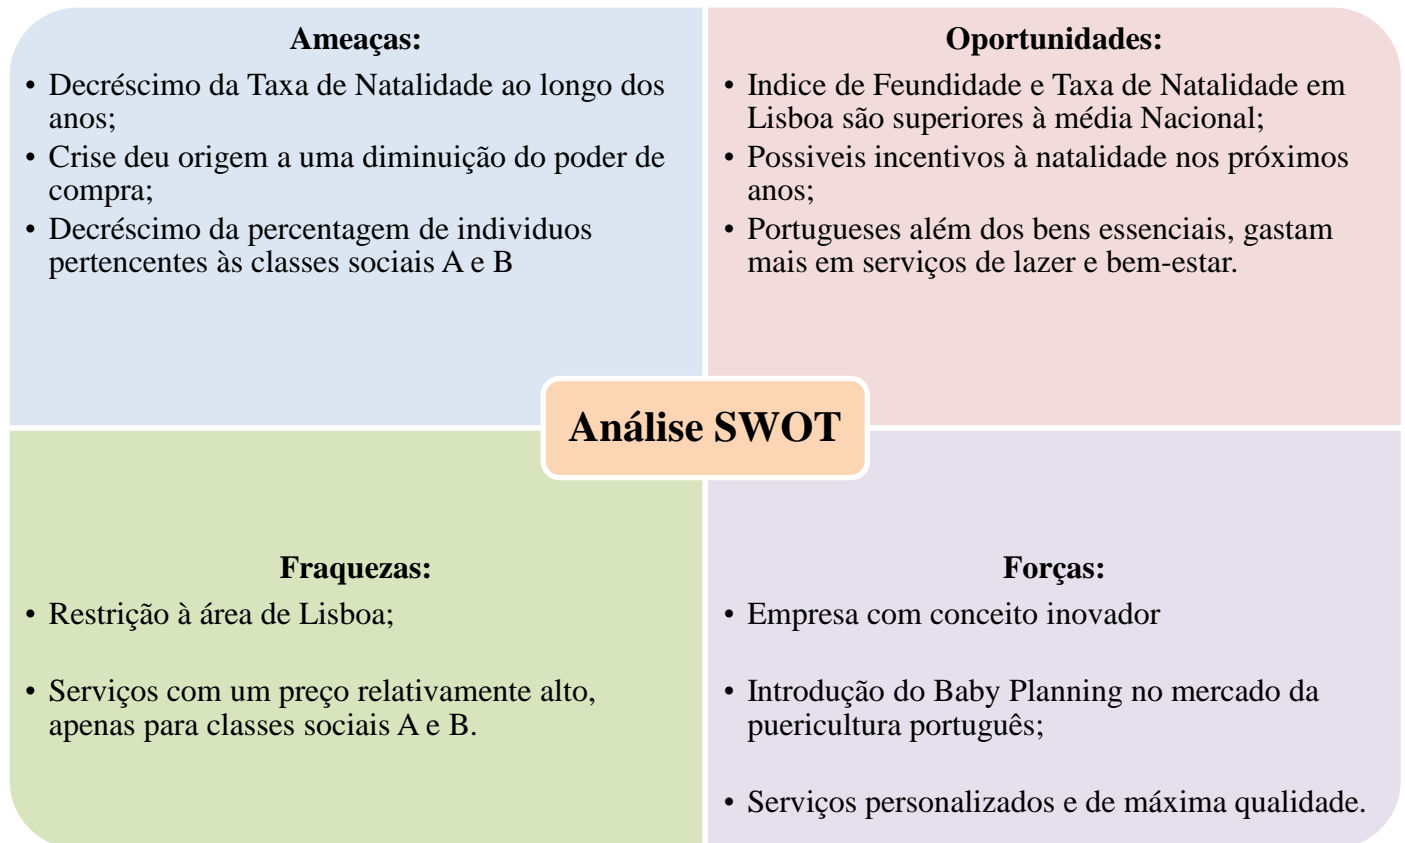 Ameaças:
• Decréscimo da Taxa de Natalidade ao longo dos
anos;
• Crise deu origem a uma diminuição do poder de
compra;
• Decréscimo da percentagem de individuos
pertencentes às classes sociais A e B
Oportunidades:
• Indice de Feundidade e Taxa de Natalidade em
Lisboa são superiores à média Nacional;
• Possiveis incentivos à natalidade nos próximos
anos;
• Portugueses além dos bens essenciais, gastam
mais em serviços de lazer e bem-estar.
Análise SWOT
Fraquezas:
• Restrição à área de Lisboa;
• Serviços com um preço relativamente alto,
apenas para classes sociais A e B.
Forças:
• Empresa com conceito inovador
• Introdução do Baby Planning no mercado da
puericultura português;
• Serviços personalizados e de máxima qualidade.